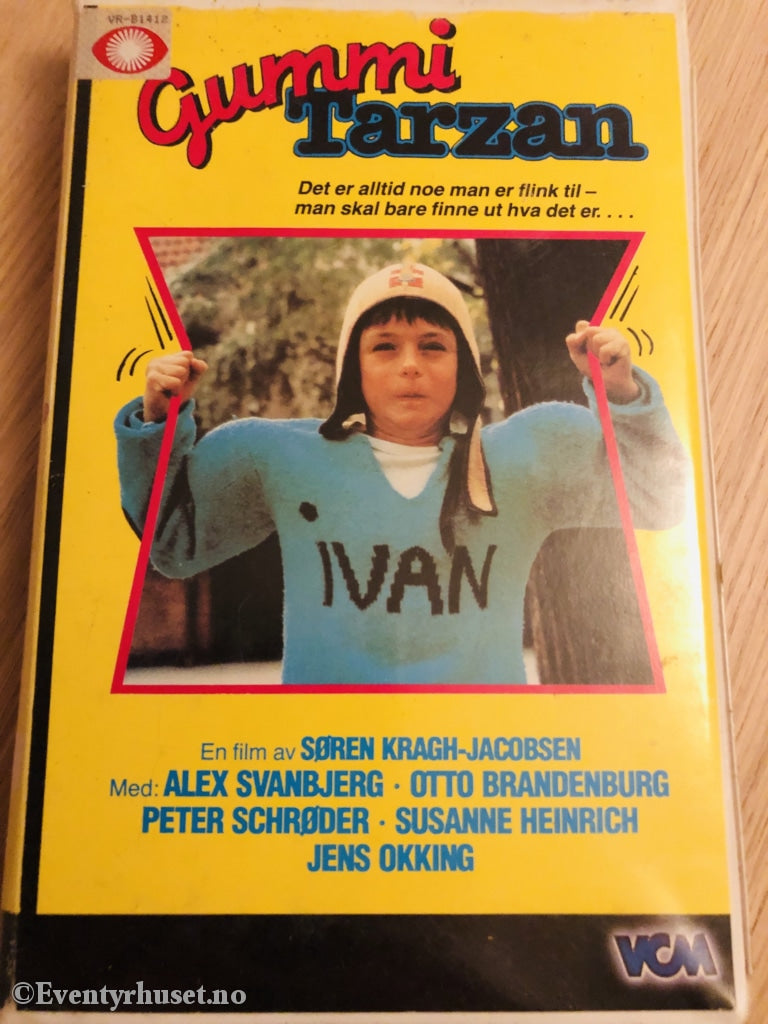 VR-B1412
Gummi
Tarzan
Det er alltid noe man er flink til –
man skal bare finne ut hva det er. . . .
IVAN
En film av SØREN KRAGH-JACOBSEN
Med: ALEX SVANBJERG · OTTO BRANDENBURG
PETER SCHRØDER · SUSANNE HEINRICH
JENS OKKING
VCM
©Eventyrhuset.no